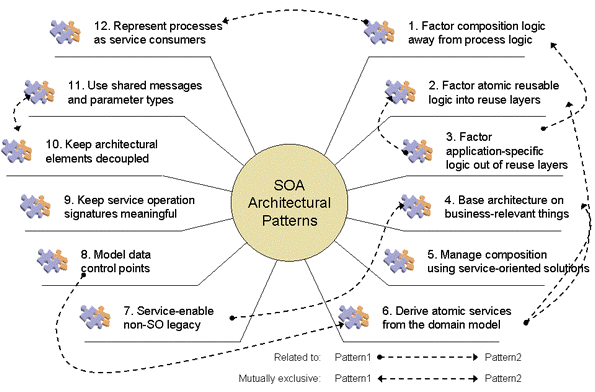 12. Represent processes
as service consumers
1. Factor composition logic
away from process logic
11. Use shared messages
and parameter types
2. Factor atomic reusable
logic into reuse layers
10. Keep architectural
elements decoupled
3. Factor
application-specific
logic out of reuse layers
SOA
Architectural
Patterns
9. Keep service operation
signatures meaningful
4. Base architecture on
business-relevant things
8. Model data
control points
5. Manage composition
using service-oriented solutions
7. Service-enable
non-SO legacy
6. Derive atomic services
from the domain model
Related to: Pattern1 Pattern2
Mutually exclusive: Pattern1 Pattern2